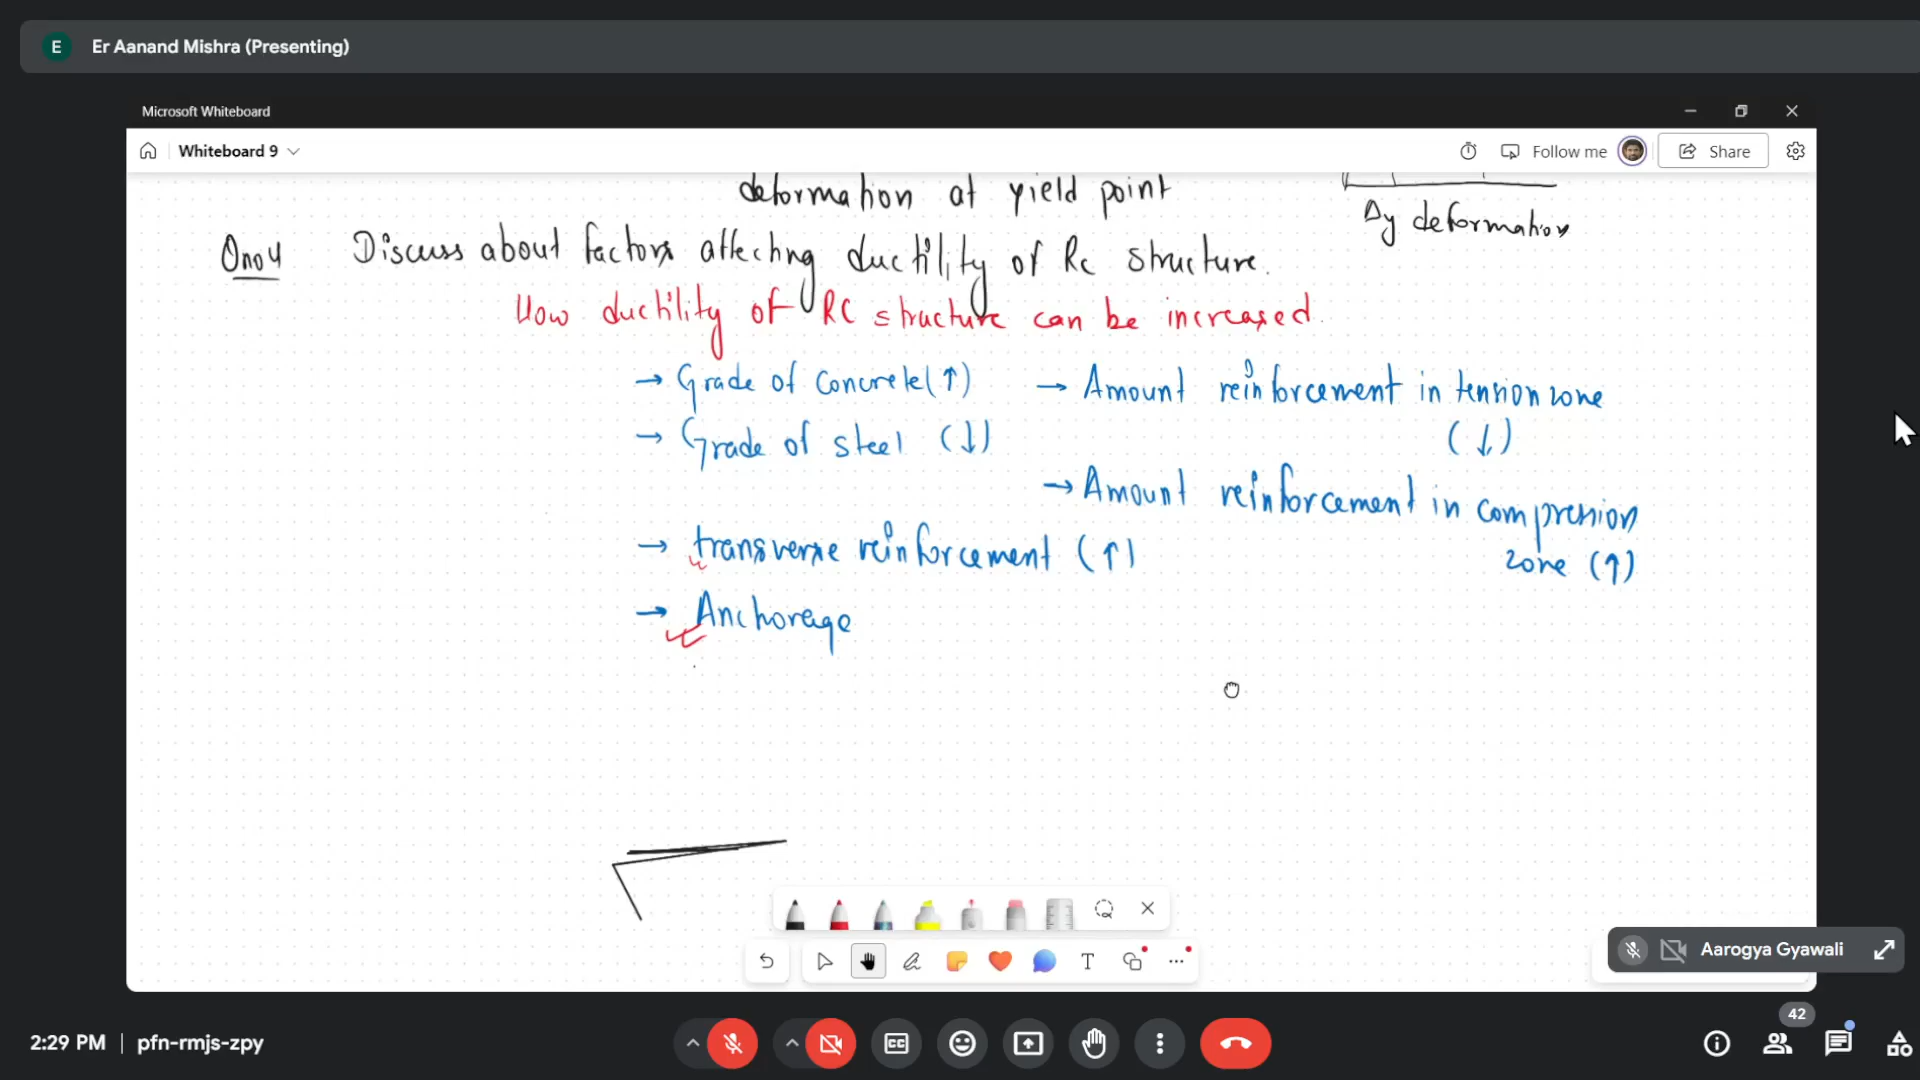 E Er Aanand Mishra (Presenting)
Microsoft Whiteboard
Whiteboard 9
Follow me
Share
deformation at yield point
Δy deformation
Qno4 Discuss about factors affecting ductility of RC structure.
How ductility of RC structure can be increased.
→ Grade of concrete (↑)
→ Amount reinforcement in tension zone
(↓)
→ Grade of steel (↓)
→ Amount reinforcement in compression
zone (↑)
→ transverse reinforcement (↑)
→ Anchorage
T
Aarogya Gyawali
2:29 PM | pfn-rmjs-zpy
CC
42